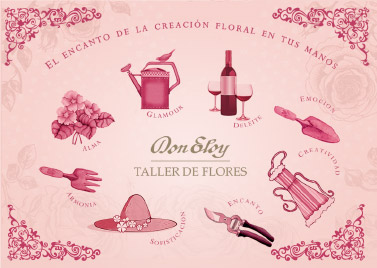 EL ENCANTO DE LA CREACIÓN FLORAL EN TUS MANOS
GLAMOUR
DELEITE
EMOCIÓN
ALMA
CREATIVIDAD
Don Eloy
TALLER DE FLORES
ARMONÍA
SOFISTICACIÓN
ENCANTO